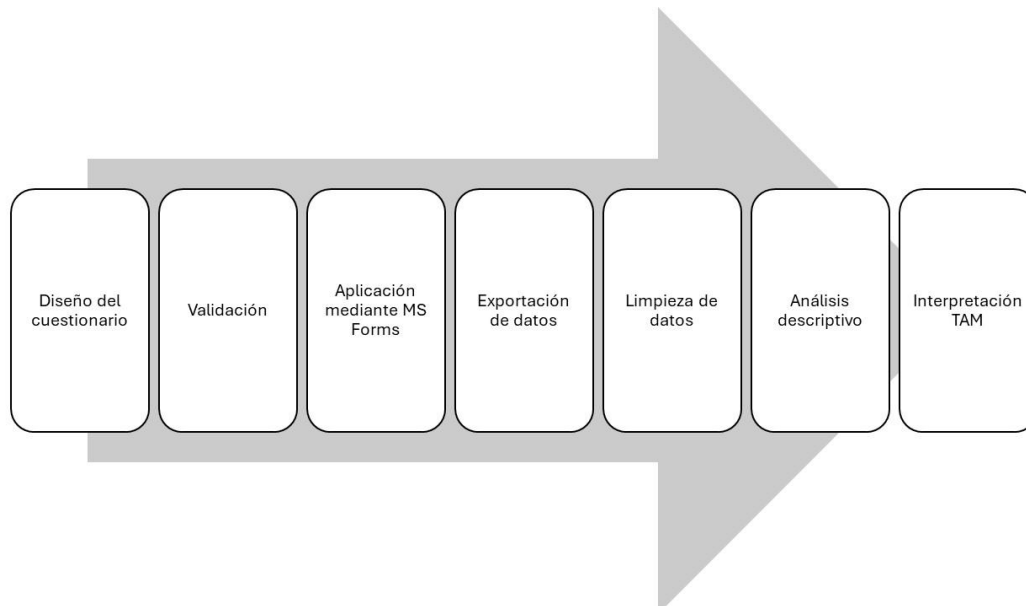 Diseño del
cuestionario
Validación
Aplicación
mediante MS
Forms
Exportación
de datos
Limpieza de
datos
Análisis
descriptivo
Interpretación
TAM